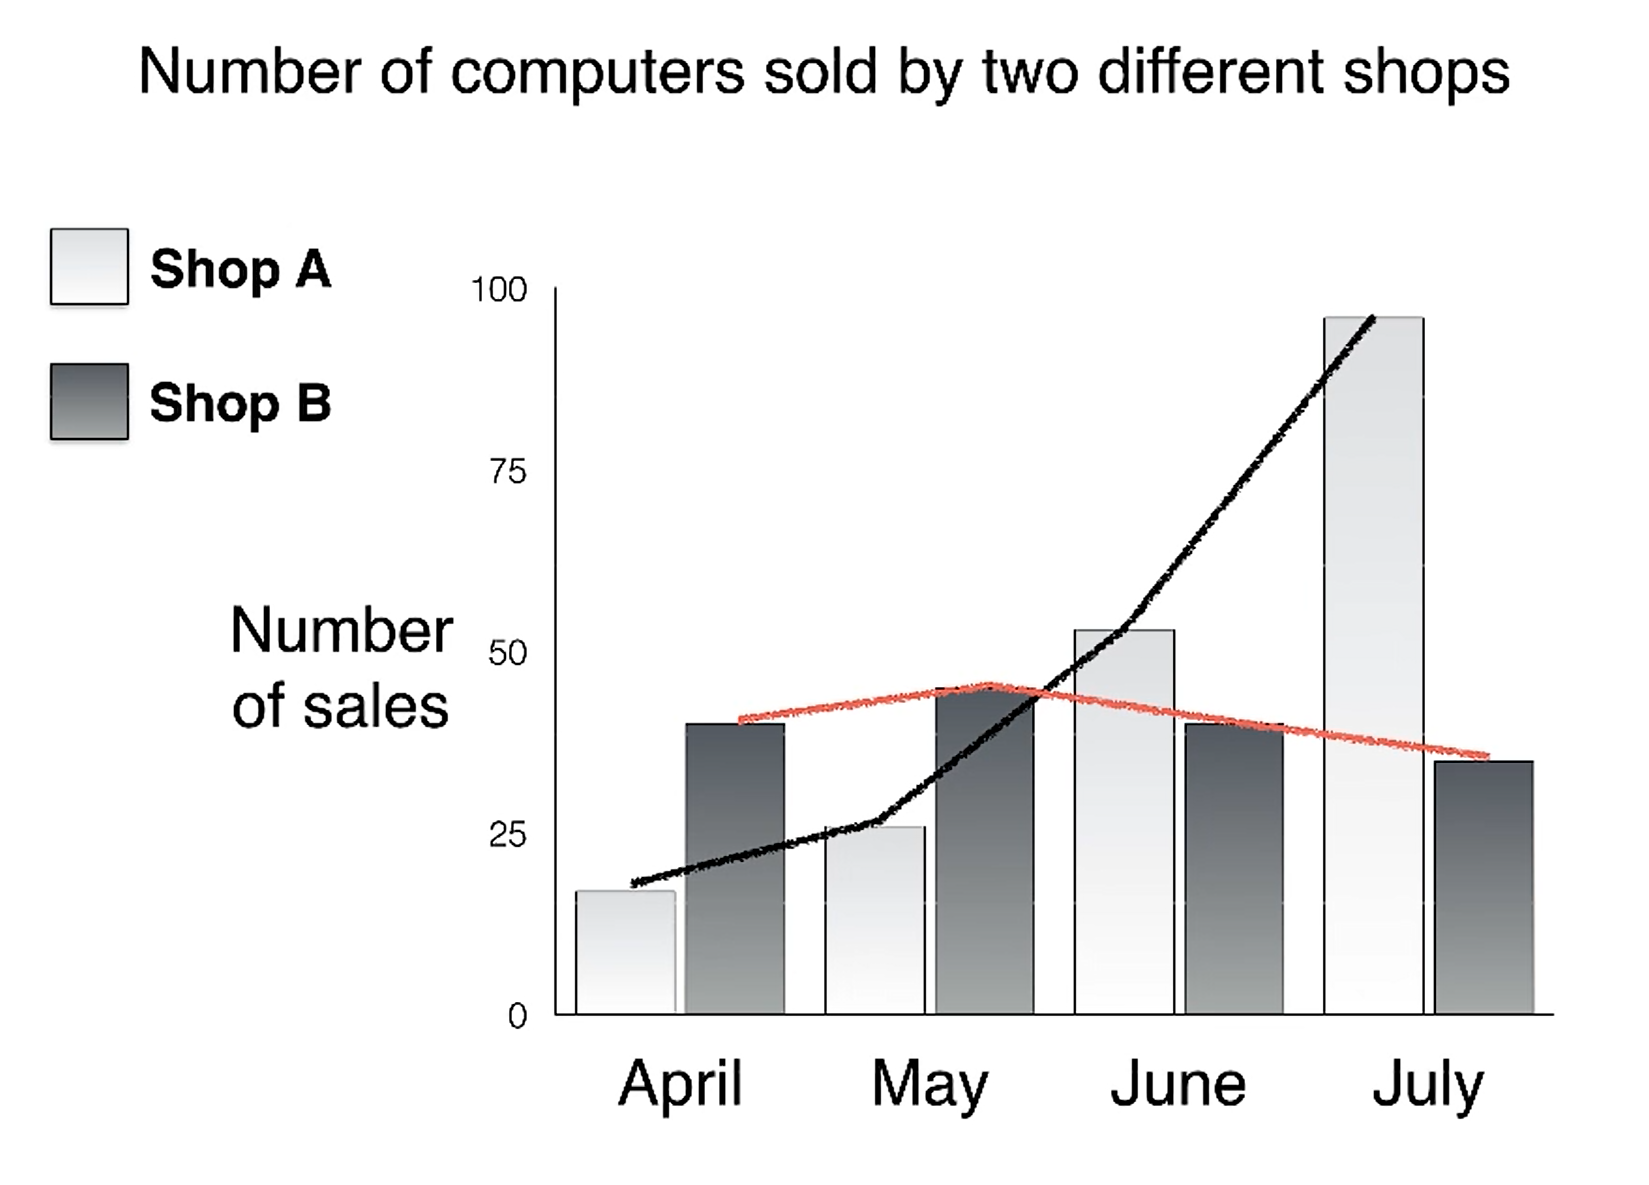 Number of computers sold by two different shops
Shop A
Shop B
100
75
50
25
0
Number
of sales
April May June July